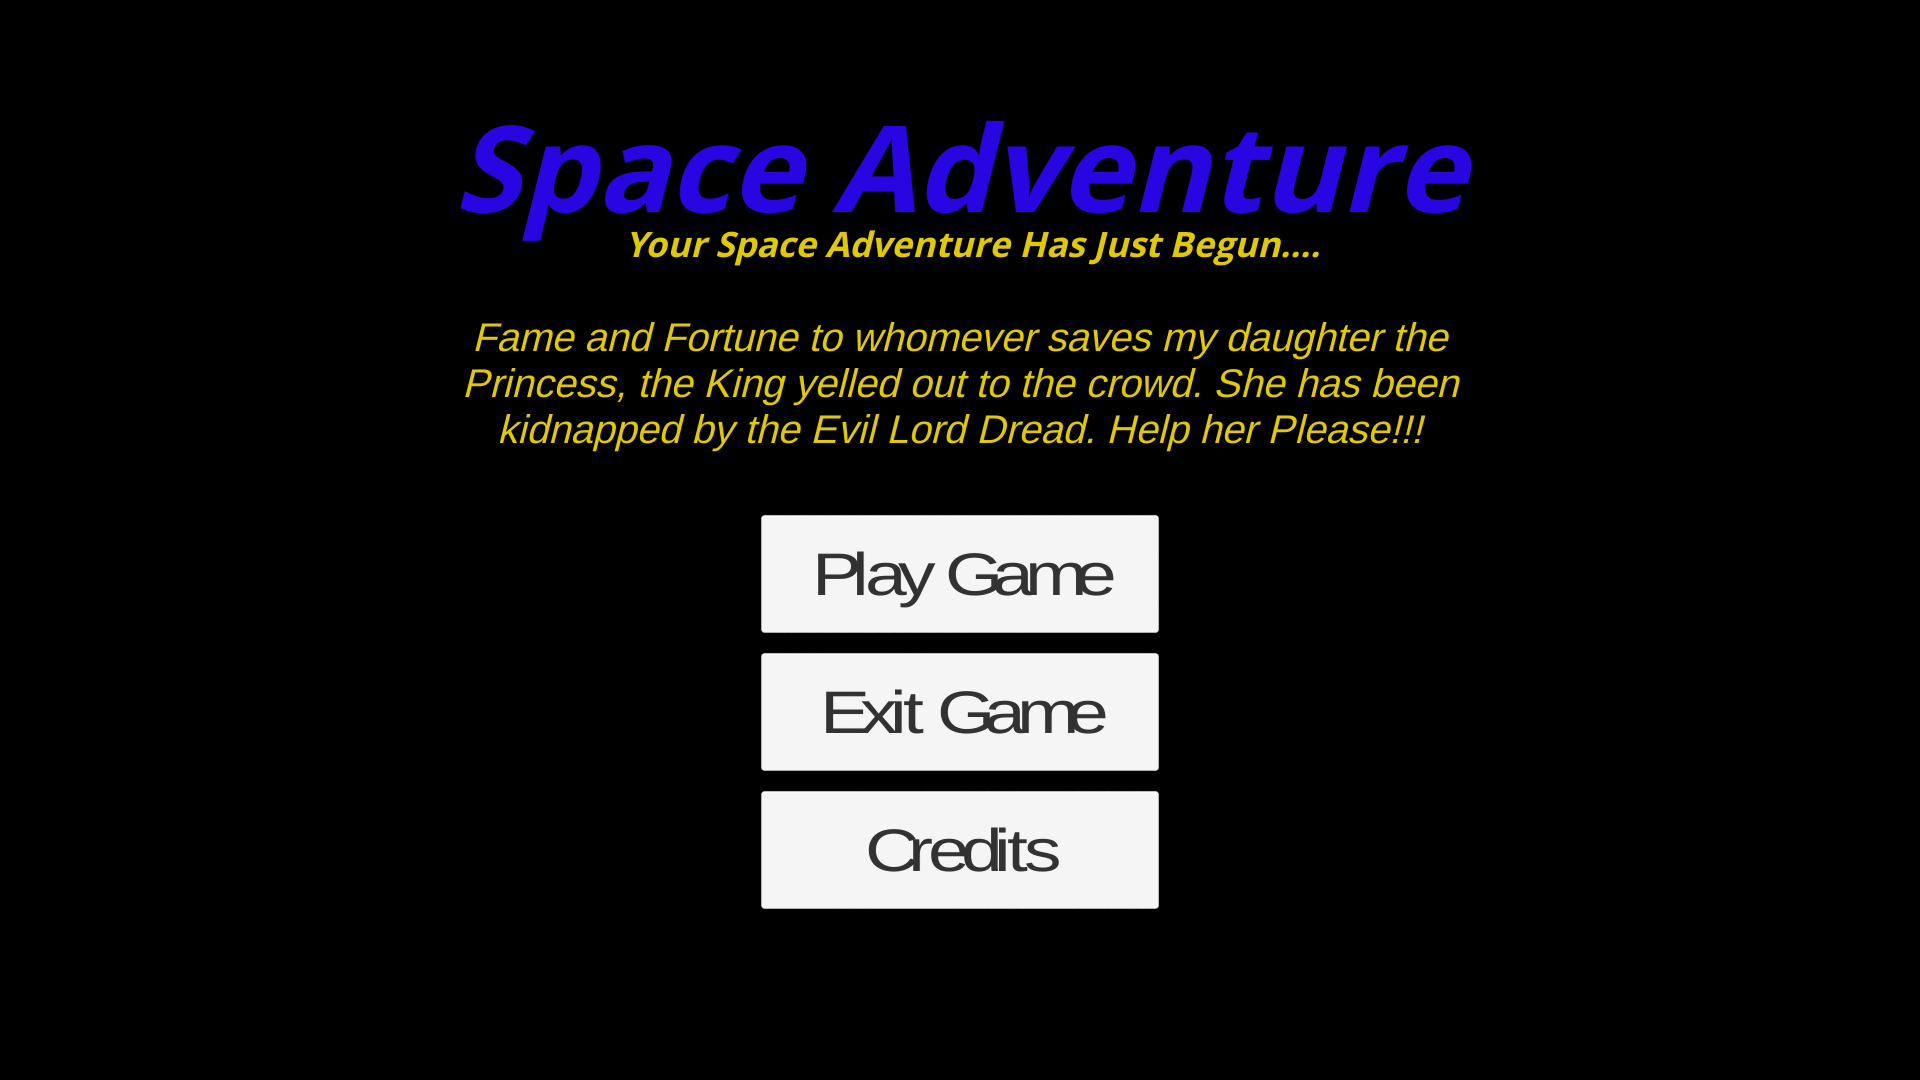 Space Adventure
Your Space Adventure Has Just Begun....
Fame and Fortune to whomever saves my daughter the
Princess, the King yelled out to the crowd. She has been
kidnapped by the Evil Lord Dread. Help her Please!!!
Play Game
Exit Game
Credits